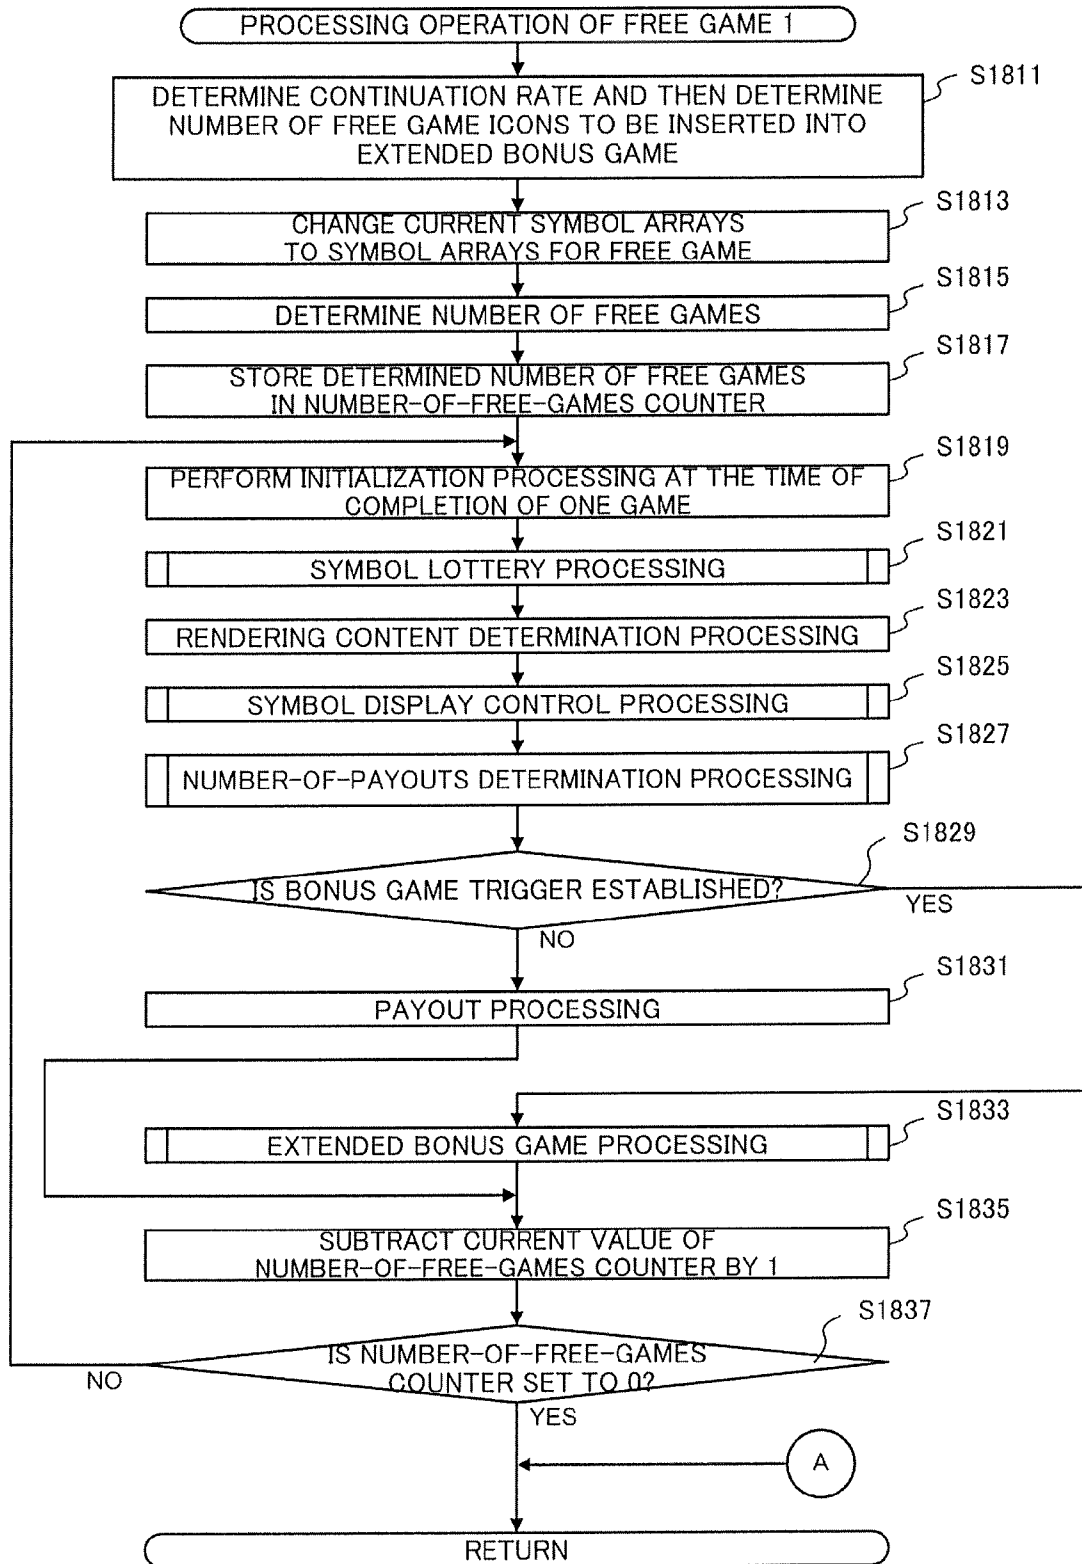 PROCESSING OPERATION OF FREE GAME 1
S1811
DETERMINE CONTINUATION RATE AND THEN DETERMINE
NUMBER OF FREE GAME ICONS TO BE INSERTED INTO
EXTENDED BONUS GAME
S1813
CHANGE CURRENT SYMBOL ARRAYS
TO SYMBOL ARRAYS FOR FREE GAME
S1815
DETERMINE NUMBER OF FREE GAMES
S1817
STORE DETERMINED NUMBER OF FREE GAMES
IN NUMBER-OF-FREE-GAMES COUNTER
S1819
PERFORM INITIALIZATION PROCESSING AT THE TIME OF
COMPLETION OF ONE GAME
S1821
SYMBOL LOTTERY PROCESSING
S1823
RENDERING CONTENT DETERMINATION PROCESSING
S1825
SYMBOL DISPLAY CONTROL PROCESSING
S1827
NUMBER-OF-PAYOUTS DETERMINATION PROCESSING
S1829
IS BONUS GAME TRIGGER ESTABLISHED?
YES
NO
S1831
PAYOUT PROCESSING
S1833
EXTENDED BONUS GAME PROCESSING
S1835
SUBTRACT CURRENT VALUE OF
NUMBER-OF-FREE-GAMES COUNTER BY 1
S1837
IS NUMBER-OF-FREE-GAMES
COUNTER SET TO 0?
NO
YES
A
RETURN